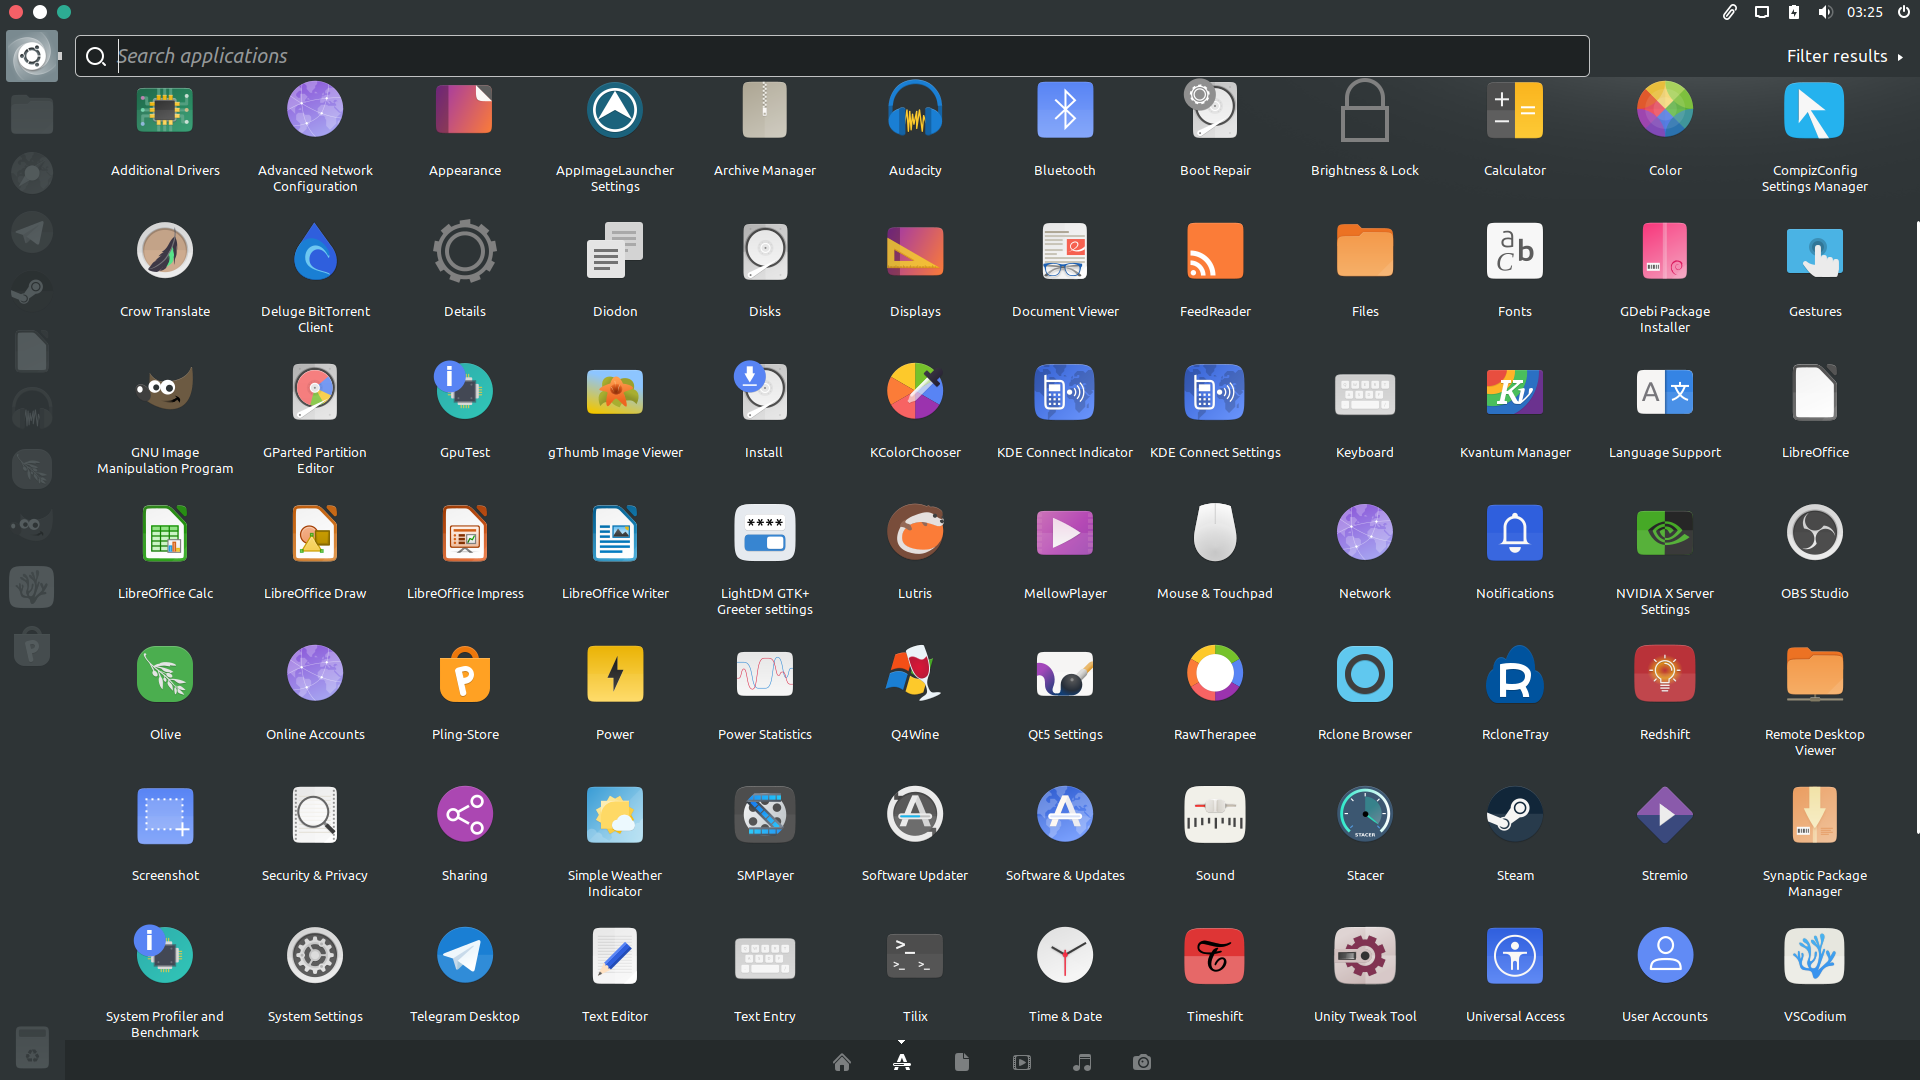 03:25
Search applications
Filter results
Additional Drivers
Advanced Network
Configuration
Appearance
AppImageLauncher
Settings
Archive Manager
Audacity
Bluetooth
Boot Repair
Brightness & Lock
Calculator
Color
CompizConfig
Settings Manager
Crow Translate
Deluge BitTorrent
Client
Details
Diodon
Disks
Displays
Document Viewer
FeedReader
Files
a b C
Fonts
GDebi Package
Installer
Gestures
GNU Image
Manipulation Program
GParted Partition
Editor
i
GpuTest
gThumb Image Viewer
Install
KColorChooser
KDE Connect Indicator
KDE Connect Settings
Keyboard
Kv
Kvantum Manager
A 文
Language Support
LibreOffice
LibreOffice Calc
LibreOffice Draw
LibreOffice Impress
LibreOffice Writer
****
LightDM GTK+
Greeter settings
Lutris
MellowPlayer
Mouse & Touchpad
Network
Notifications
NVIDIA X Server
Settings
OBS Studio
Olive
Online Accounts
P
Pling-Store
Power
Power Statistics
Q4Wine
Qt5 Settings
RawTherapee
Rclone Browser
R
RcloneTray
Redshift
Remote Desktop
Viewer
Screenshot
Security & Privacy
Sharing
Simple Weather
Indicator
SMPlayer
Software Updater
Software & Updates
Sound
STACER
Stacer
Steam
Stremio
Synaptic Package
Manager
i
System Profiler and
Benchmark
System Settings
Telegram Desktop
Text Editor
Text Entry
>_
>_ >_
Tilix
Time & Date
Timeshift
Unity Tweak Tool
Universal Access
User Accounts
VSCodium